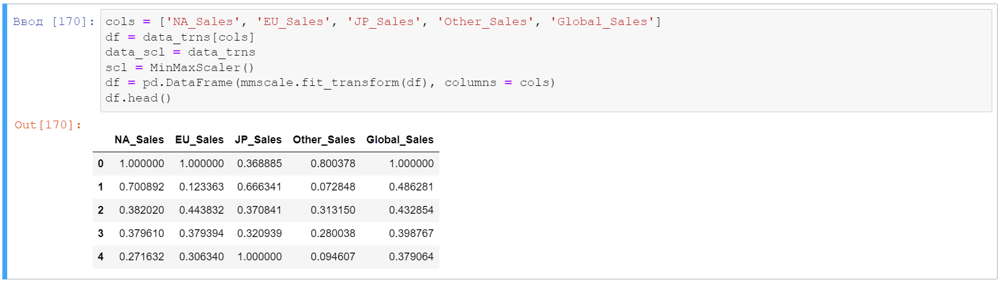 Ввод [170]: cols = ['NA_Sales', 'EU_Sales', 'JP_Sales', 'Other_Sales', 'Global_Sales']
df = data_trns[cols]
data_scl = data_trns
scl = MinMaxScaler()
df = pd.DataFrame(mmscale.fit_transform(df), columns = cols)
df.head()
Out[170]:
NA_Sales EU_Sales JP_Sales Other_Sales Global_Sales
0 1.000000 1.000000 0.368885 0.800378 1.000000
1 0.700892 0.123363 0.666341 0.072848 0.486281
2 0.382020 0.443832 0.370841 0.313150 0.432854
3 0.379610 0.379394 0.320939 0.280038 0.398767
4 0.271632 0.306340 1.000000 0.094607 0.379064